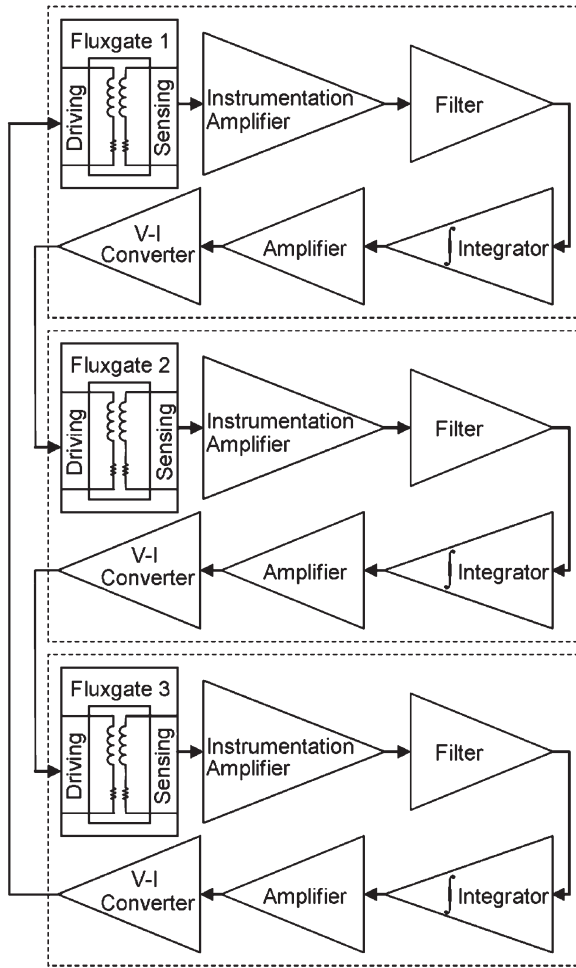 Fluxgate 1
Driving
Sensing
Instrumentation
Amplifier
Filter
V-I
Converter
Amplifier
∫ Integrator
Fluxgate 2
Driving
Sensing
Instrumentation
Amplifier
Filter
V-I
Converter
Amplifier
∫ Integrator
Fluxgate 3
Driving
Sensing
Instrumentation
Amplifier
Filter
V-I
Converter
Amplifier
∫ Integrator